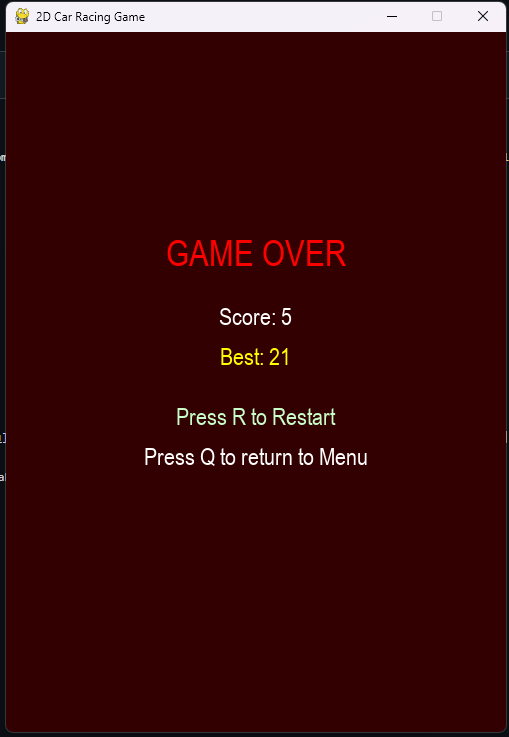 2D Car Racing Game
GAME OVER
Score: 5
Best: 21
Press R to Restart
Press Q to return to Menu